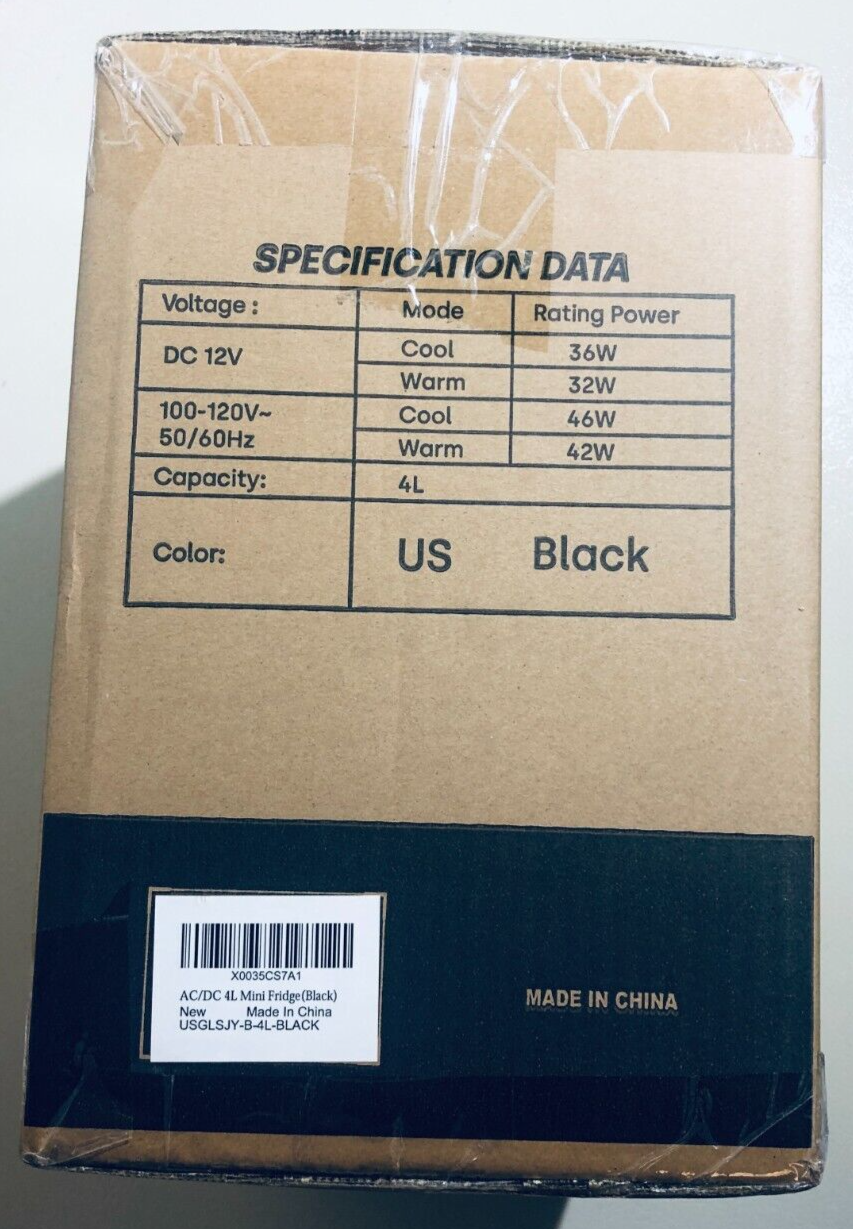 SPECIFICATION DATA
Voltage : Mode Rating Power
DC 12V Cool 36W
Warm 32W
100-120V~ 50/60Hz Cool 46W
Warm 42W
Capacity: 4L
Color: US Black
X0035CS7A1
AC/DC 4L Mini Fridge(Black)
New Made In China
USGLSJY-B-4L-BLACK
MADE IN CHINA